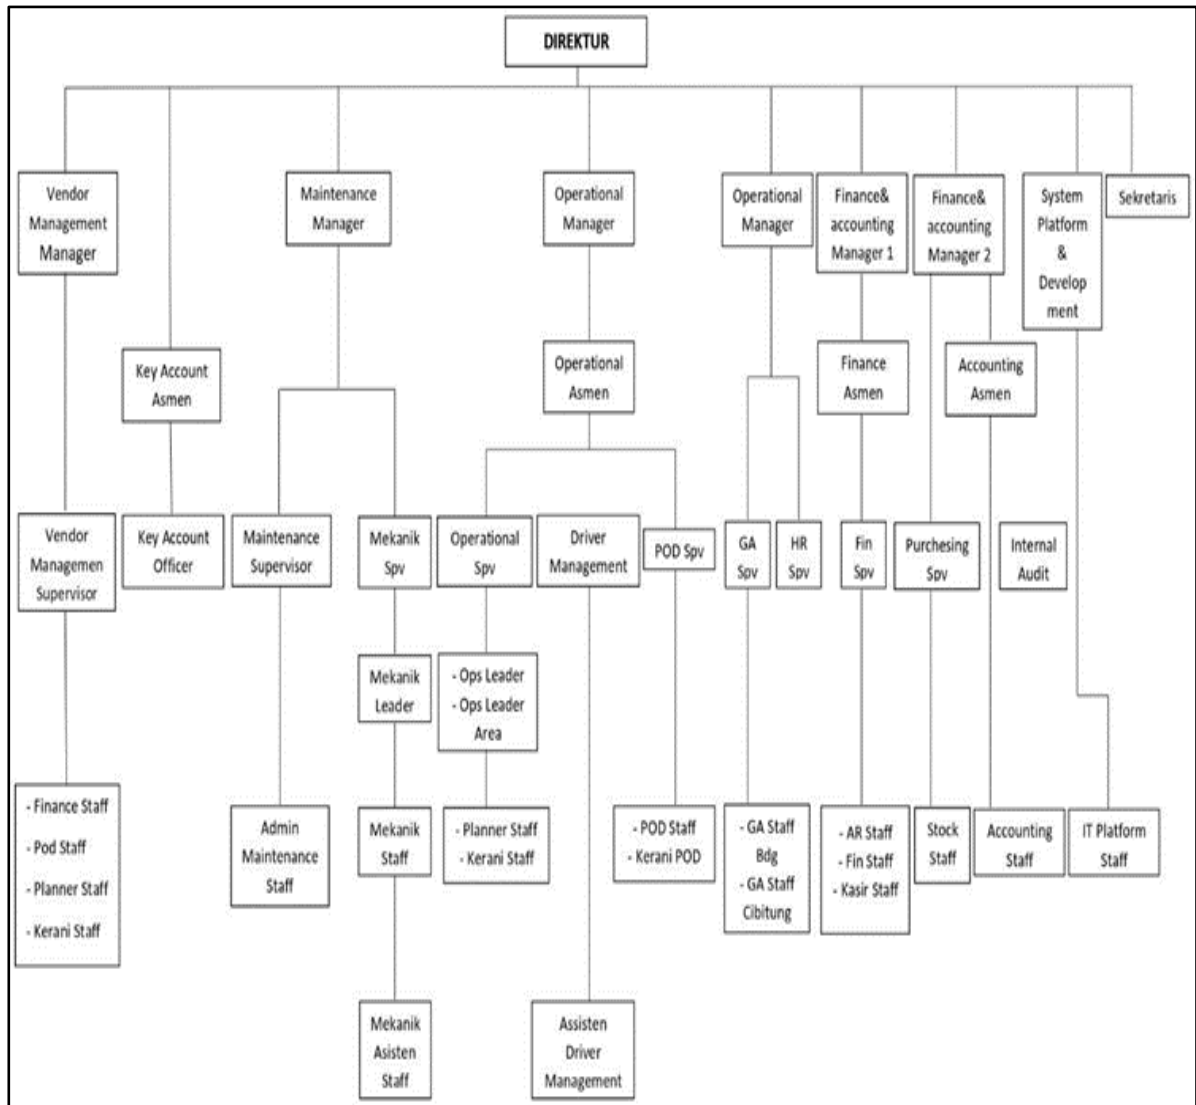 DIREKTUR
Vendor
Management
Manager
Maintenance
Manager
Operational
Manager
Operational
Manager
Finance&
accounting
Manager 1
Finance&
accounting
Manager 2
System
Platform
&
Develop
ment
Sekretaris
Key Account
Asmen
Operational
Asmen
Finance
Asmen
Accounting
Asmen
Vendor
Managemen
Supervisor
Key Account
Officer
Maintenance
Supervisor
Mekanik
Spv
Operational
Spv
Driver
Management
POD Spv
GA
Spv
HR
Spv
Fin
Spv
Purchesing
Spv
Internal
Audit
Mekanik
Leader
- Ops Leader
- Ops Leader
Area
- Finance Staff
- Pod Staff
- Planner Staff
- Kerani Staff
Admin
Maintenance
Staff
Mekanik
Staff
- Planner Staff
- Kerani Staff
- POD Staff
- Kerani POD
- GA Staff
Bdg
- GA Staff
Cibitung
- AR Staff
- Fin Staff
- Kasir Staff
Stock
Staff
Accounting
Staff
IT Platform
Staff
Mekanik
Asisten
Staff
Assisten
Driver
Management